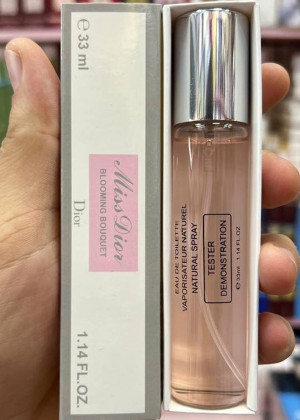 ℮ 33 ml
Miss Dior
BLOOMING BOUQUET
Dior
1.14 FL.OZ.
EAU DE TOILETTE
VAPORISATEUR NATUREL
NATURAL SPRAY
TESTER
DEMONSTRATION
℮ 33ml 1.14 FL.OZ